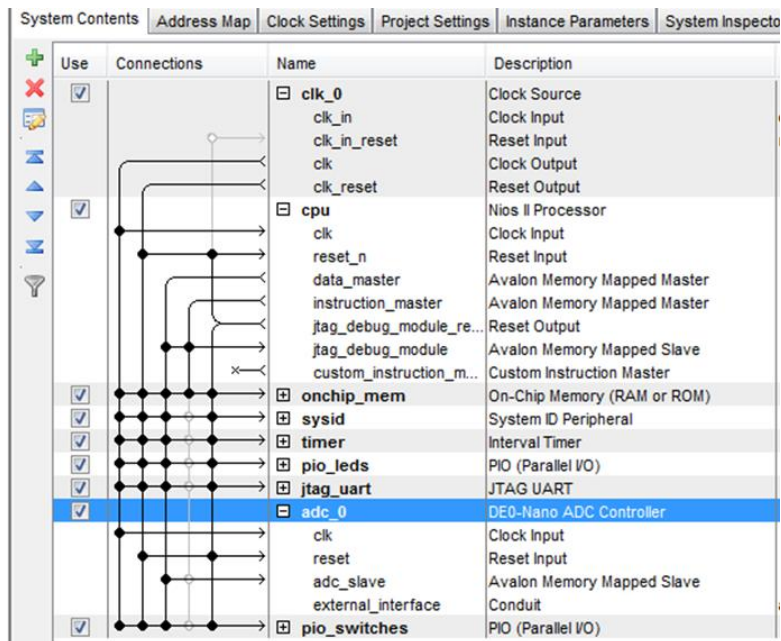 System Contents Address Map Clock Settings Project Settings Instance Parameters System Inspecto
Use Connections Name Description
clk_0 Clock Source
clk_in Clock Input
clk_in_reset Reset Input
clk Clock Output
clk_reset Reset Output
cpu Nios II Processor
clk Clock Input
reset_n Reset Input
data_master Avalon Memory Mapped Master
instruction_master Avalon Memory Mapped Master
jtag_debug_module_re... Reset Output
jtag_debug_module Avalon Memory Mapped Slave
custom_instruction_m... Custom Instruction Master
onchip_mem On-Chip Memory (RAM or ROM)
sysid System ID Peripheral
timer Interval Timer
pio_leds PIO (Parallel I/O)
jtag_uart JTAG UART
adc_0 DE0-Nano ADC Controller
clk Clock Input
reset Reset Input
adc_slave Avalon Memory Mapped Slave
external_interface Conduit
pio_switches PIO (Parallel I/O)